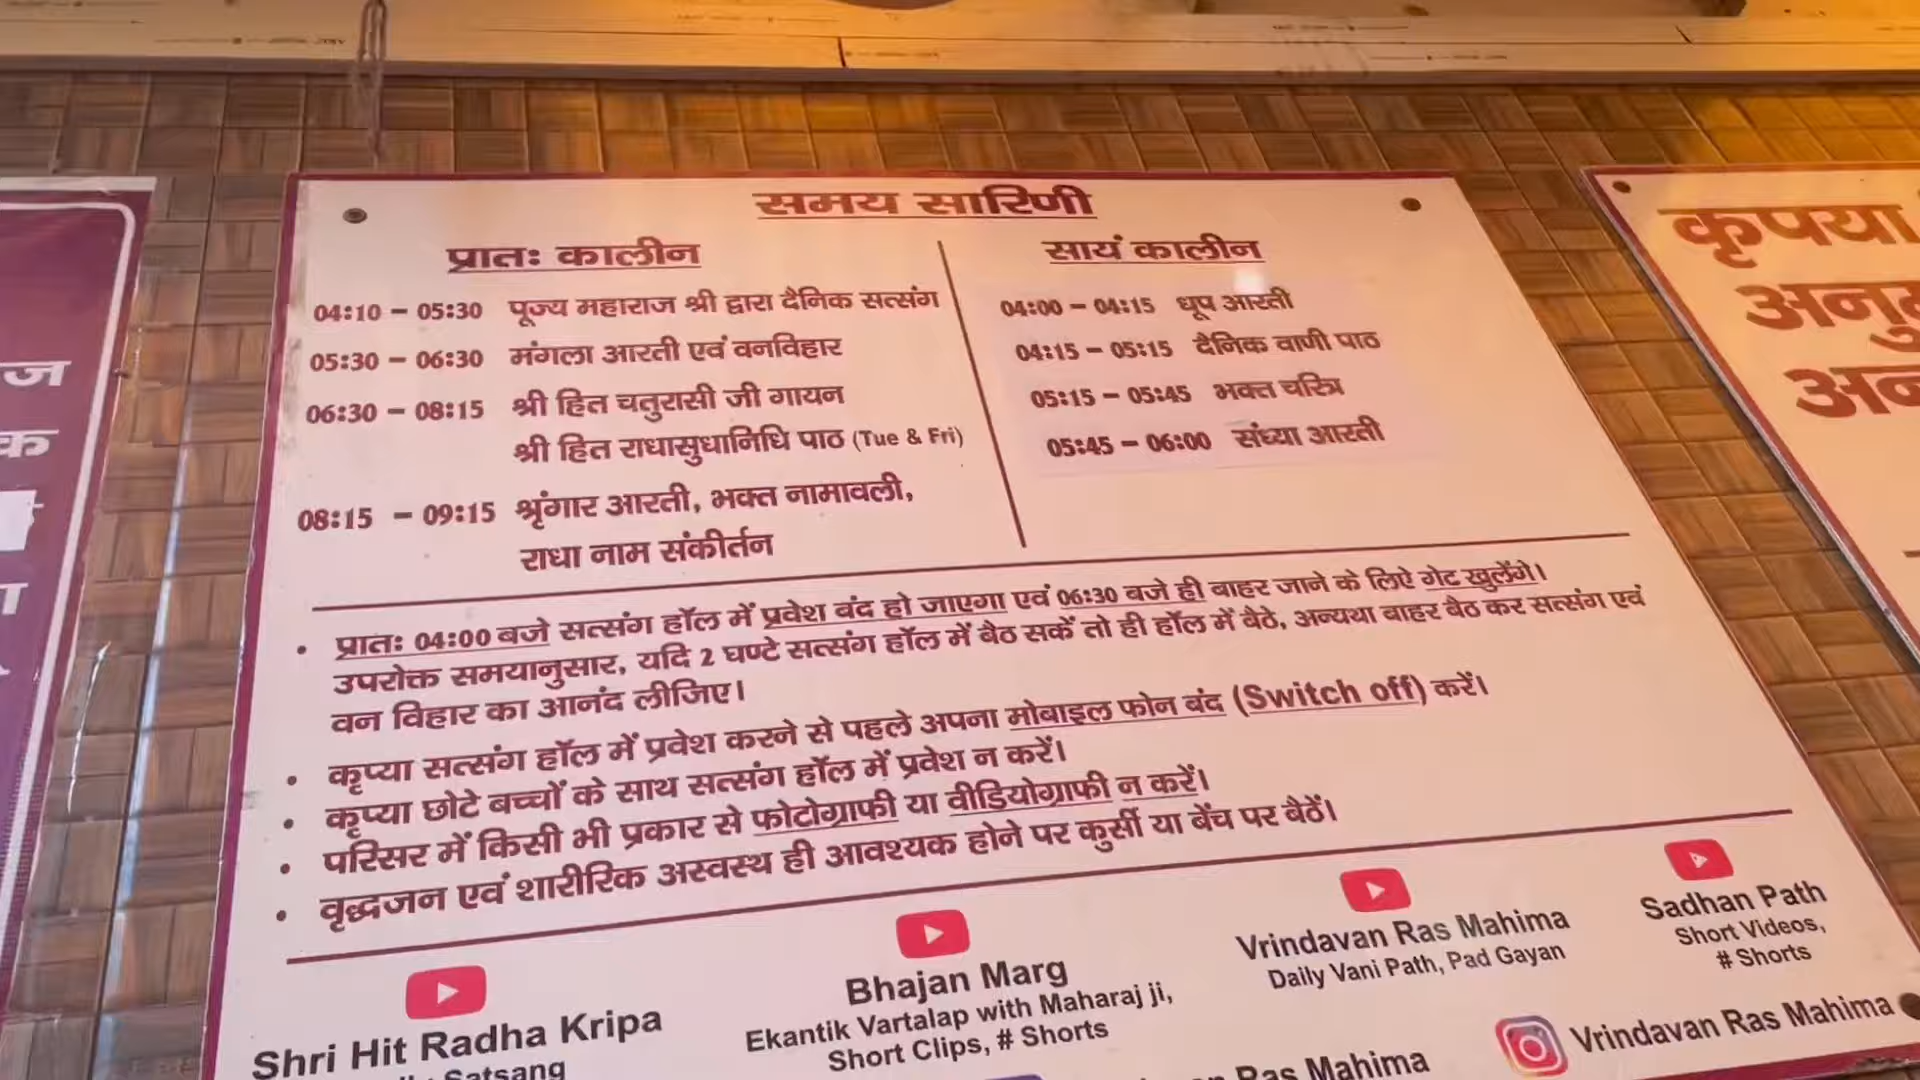 समय सारिणी
प्रातः कालीन
04:10 – 05:30 पूज्य महाराज श्री द्वारा दैनिक सत्संग
05:30 – 06:30 मंगला आरती एवं वनविहार
06:30 – 08:15 श्री हित चतुरासी जी गायन
श्री हित राधासुधानिधि पाठ (Tue & Fri)
08:15 – 09:15 श्रृंगार आरती, भक्त नामावली,
राधा नाम संकीर्तन
सायं कालीन
04:00 – 04:15 धूप आरती
04:15 – 05:15 दैनिक वाणी पाठ
05:15 – 05:45 भक्त चरित्र
05:45 – 06:00 संध्या आरती
• प्रातः 04:00 बजे सत्संग हॉल में प्रवेश बंद हो जाएगा एवं 06:30 बजे ही बाहर जाने के लिऐ गेट खुलेंगे।
उपरोक्त समयानुसार, यदि 2 घण्टे सत्संग हॉल में बैठ सकें तो ही हॉल में बैठे, अन्यथा बाहर बैठ कर सत्संग एवं
वन विहार का आनंद लीजिए।
• कृप्या सत्संग हॉल में प्रवेश करने से पहले अपना मोबाइल फोन बंद (Switch off) करें।
• कृप्या छोटे बच्चों के साथ सत्संग हॉल में प्रवेश न करें।
• परिसर में किसी भी प्रकार से फोटोग्राफी या वीडियोग्राफी न करें।
• वृद्धजन एवं शारीरिक अस्वस्थ ही आवश्यक होने पर कुर्सी या बेंच पर बैठें।
Shri Hit Radha Kripa
Satsang
Bhajan Marg
Ekantik Vartalap with Maharaj ji,
Short Clips, # Shorts
Vrindavan Ras Mahima
Daily Vani Path, Pad Gayan
Sadhan Path
Short Videos,
# Shorts
Ras Mahima
Vrindavan Ras Mahima
कृपया